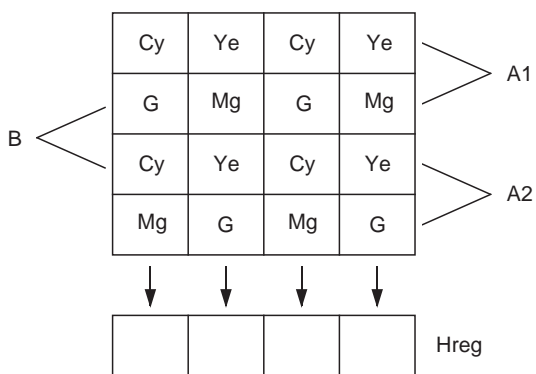 Cy Ye Cy Ye
A1
G Mg G Mg
B
Cy Ye Cy Ye
A2
Mg G Mg G
Hreg